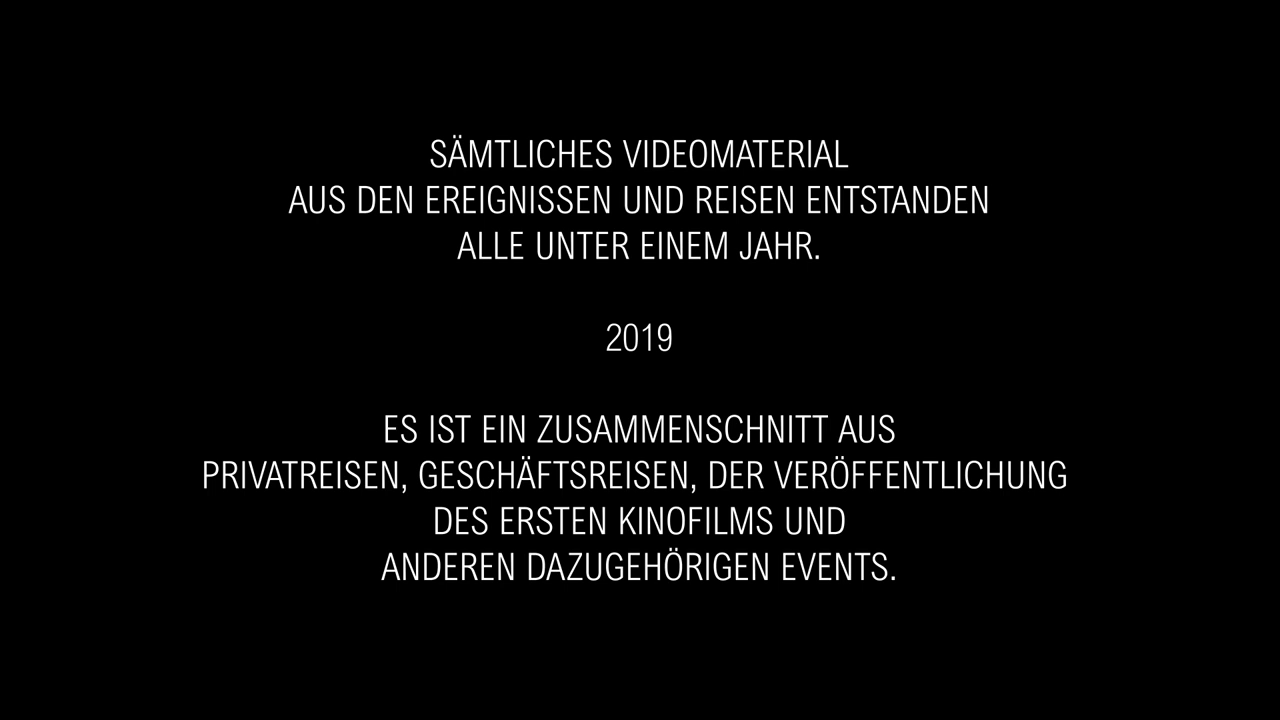 SÄMTLICHES VIDEOMATERIAL
AUS DEN EREIGNISSEN UND REISEN ENTSTANDEN
ALLE UNTER EINEM JAHR.
2019
ES IST EIN ZUSAMMENSCHNITT AUS
PRIVATREISEN, GESCHÄFTSREISEN, DER VERÖFFENTLICHUNG
DES ERSTEN KINOFILMS UND
ANDEREN DAZUGEHÖRIGEN EVENTS.